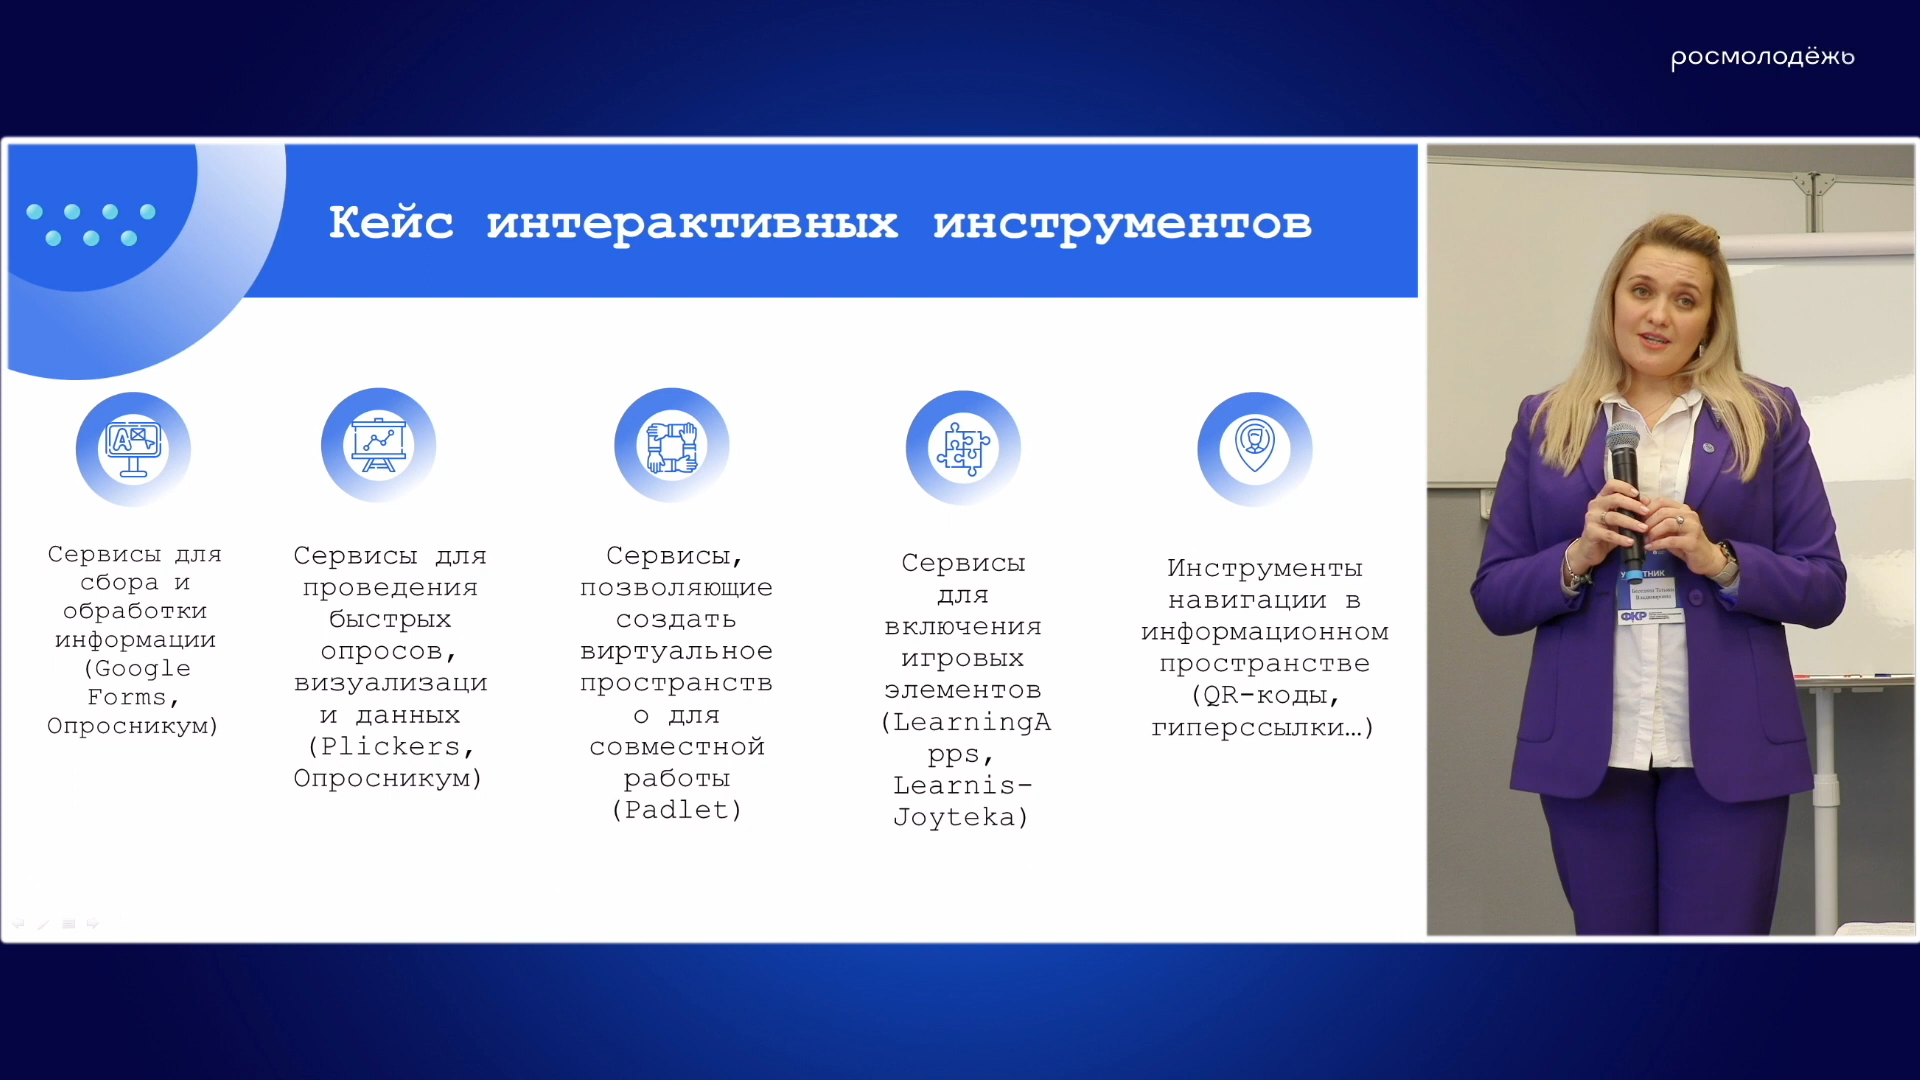 росмолодёжь
Кейс интерактивных инструментов
Сервисы для
сбора и
обработки
информации
(Google
Forms,
Опросникум)
Сервисы для
проведения
быстрых
опросов,
визуализаци
и данных
(Plickers,
Опросникум)
Сервисы,
позволяющие
создать
виртуальное
пространств
о для
совместной
работы
(Padlet)
Сервисы
для
включения
игровых
элементов
(LearningA
pps,
Learnis-
Joyteka)
Инструменты
навигации в
информационном
пространстве
(QR-коды,
гиперссылки…)
ФКР